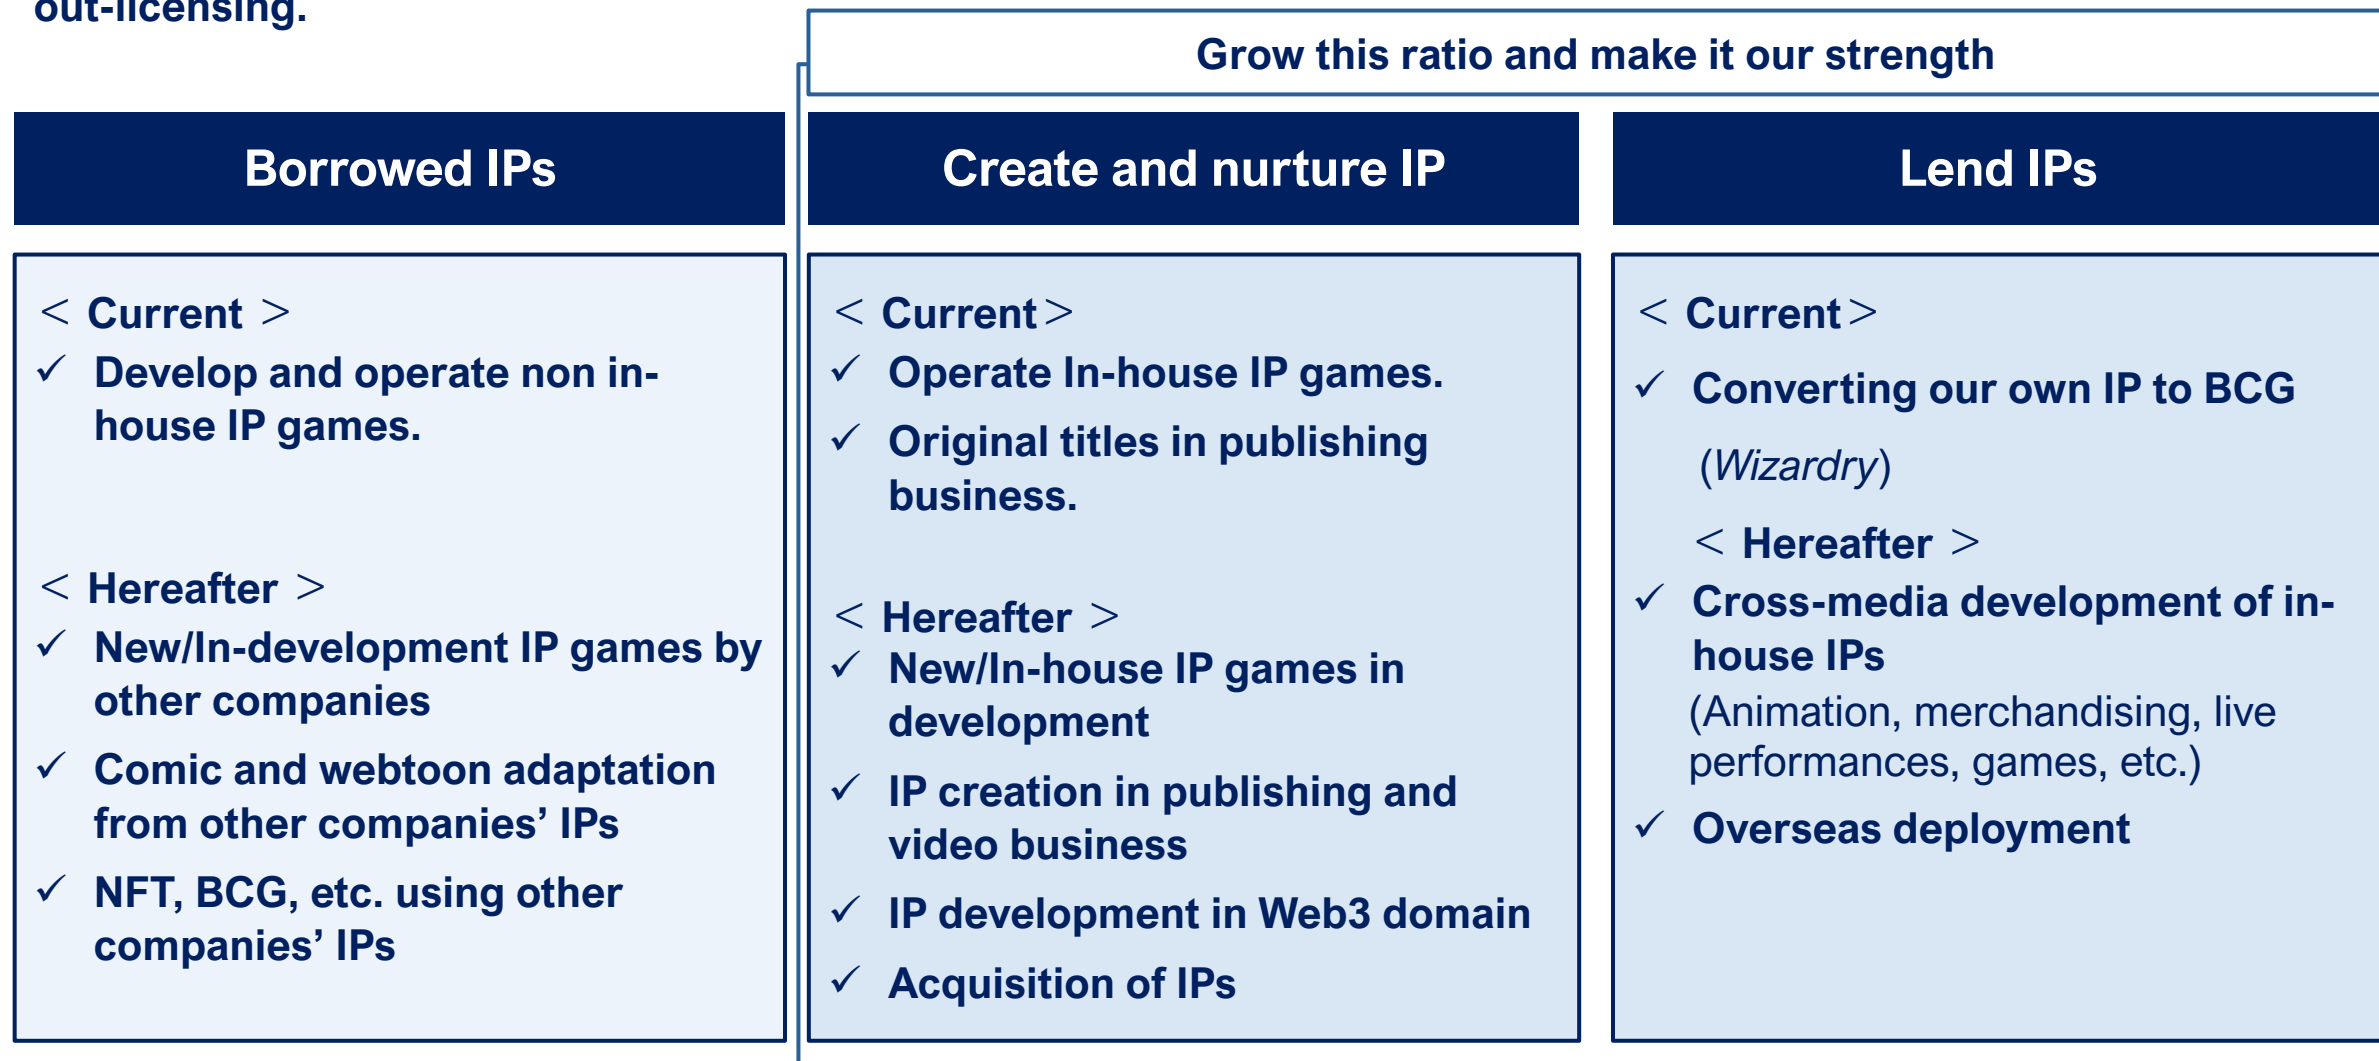 out-licensing.
Grow this ratio and make it our strength
Borrowed IPs
< Current >
✓ Develop and operate non in-
house IP games.
< Hereafter >
✓ New/In-development IP games by
other companies
✓ Comic and webtoon adaptation
from other companies’ IPs
✓ NFT, BCG, etc. using other
companies’ IPs
Create and nurture IP
< Current>
✓ Operate In-house IP games.
✓ Original titles in publishing
business.
< Hereafter >
✓ New/In-house IP games in
development
✓ IP creation in publishing and
video business
✓ IP development in Web3 domain
✓ Acquisition of IPs
Lend IPs
< Current>
✓ Converting our own IP to BCG
(Wizardry)
< Hereafter >
✓ Cross-media development of in-
house IPs
(Animation, merchandising, live
performances, games, etc.)
✓ Overseas deployment